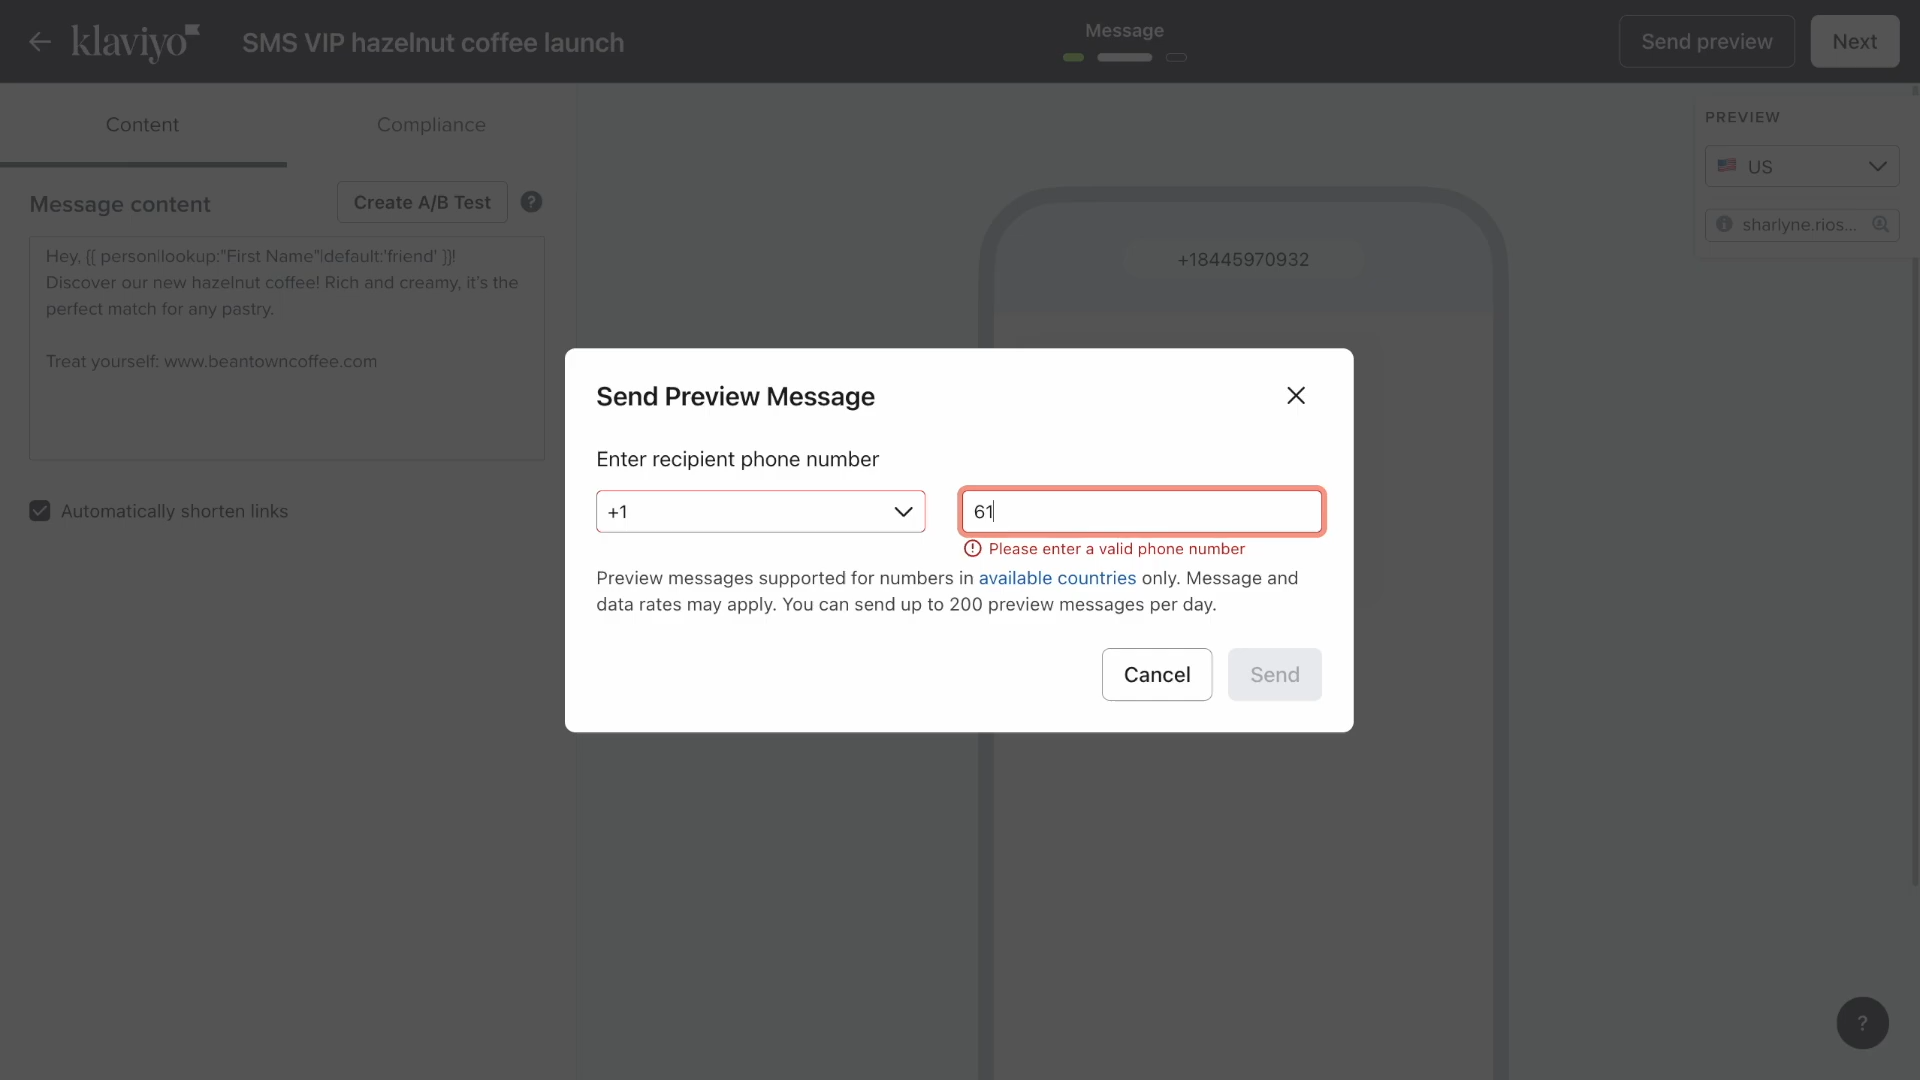 klaviyo
SMS VIP hazelnut coffee launch
Message
Send preview
Next
Content
Compliance
PREVIEW
US
Message content
Create A/B Test
?
sharlyne.rios...
Hey, {{ person|lookup:"First Name"|default:'friend' }}!
Discover our new hazelnut coffee! Rich and creamy, it's the
perfect match for any pastry.
Treat yourself: www.beantowncoffee.com
+18445970932
Automatically shorten links
Send Preview Message
Enter recipient phone number
+1
61
Please enter a valid phone number
Preview messages supported for numbers in available countries only. Message and
data rates may apply. You can send up to 200 preview messages per day.
Cancel
Send
?